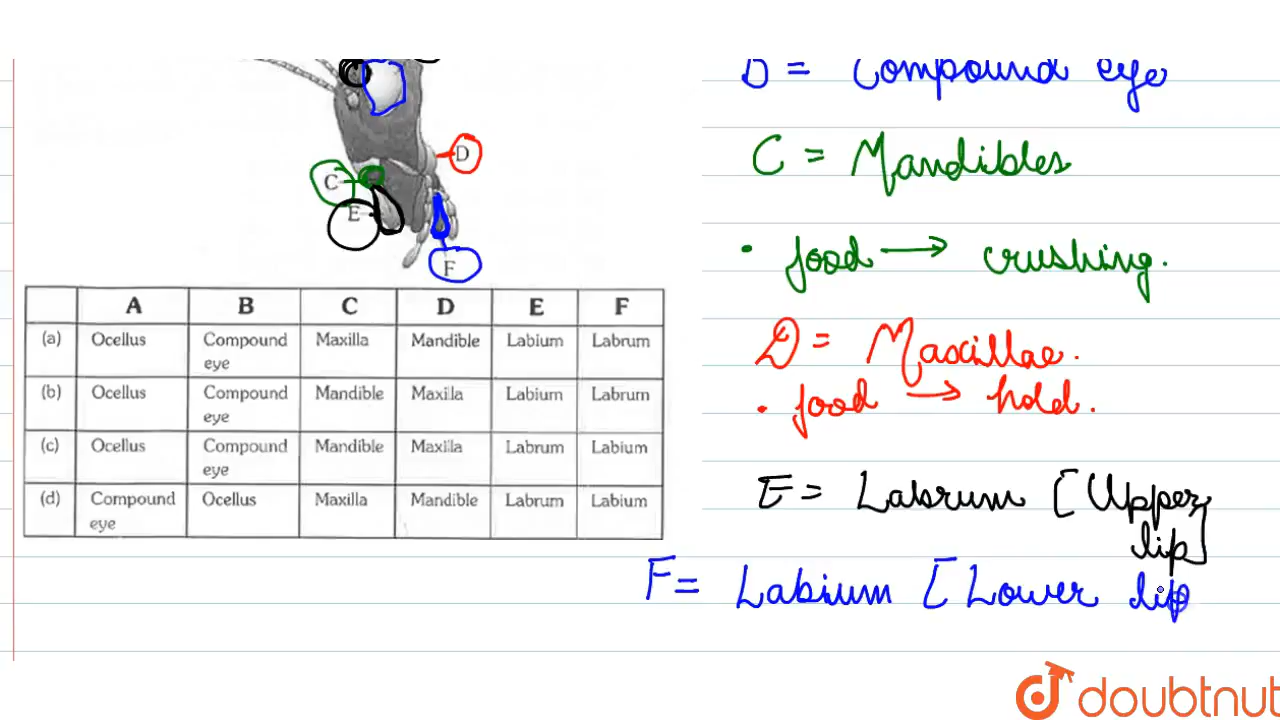 B = Compound eye
D
C = Mandibles
C
E
• food → crushing.
F
A B C D E F
(a) Ocellus Compound eye Maxilla Mandible Labium Labrum
(b) Ocellus Compound eye Mandible Maxilla Labium Labrum
(c) Ocellus Compound eye Mandible Maxilla Labrum Labium
(d) Compound eye Ocellus Maxilla Mandible Labrum Labium
D = Maxillae.
• food → hold.
E = Labrum [Upper
lip]
F = Labium [Lower lip
doubtnut